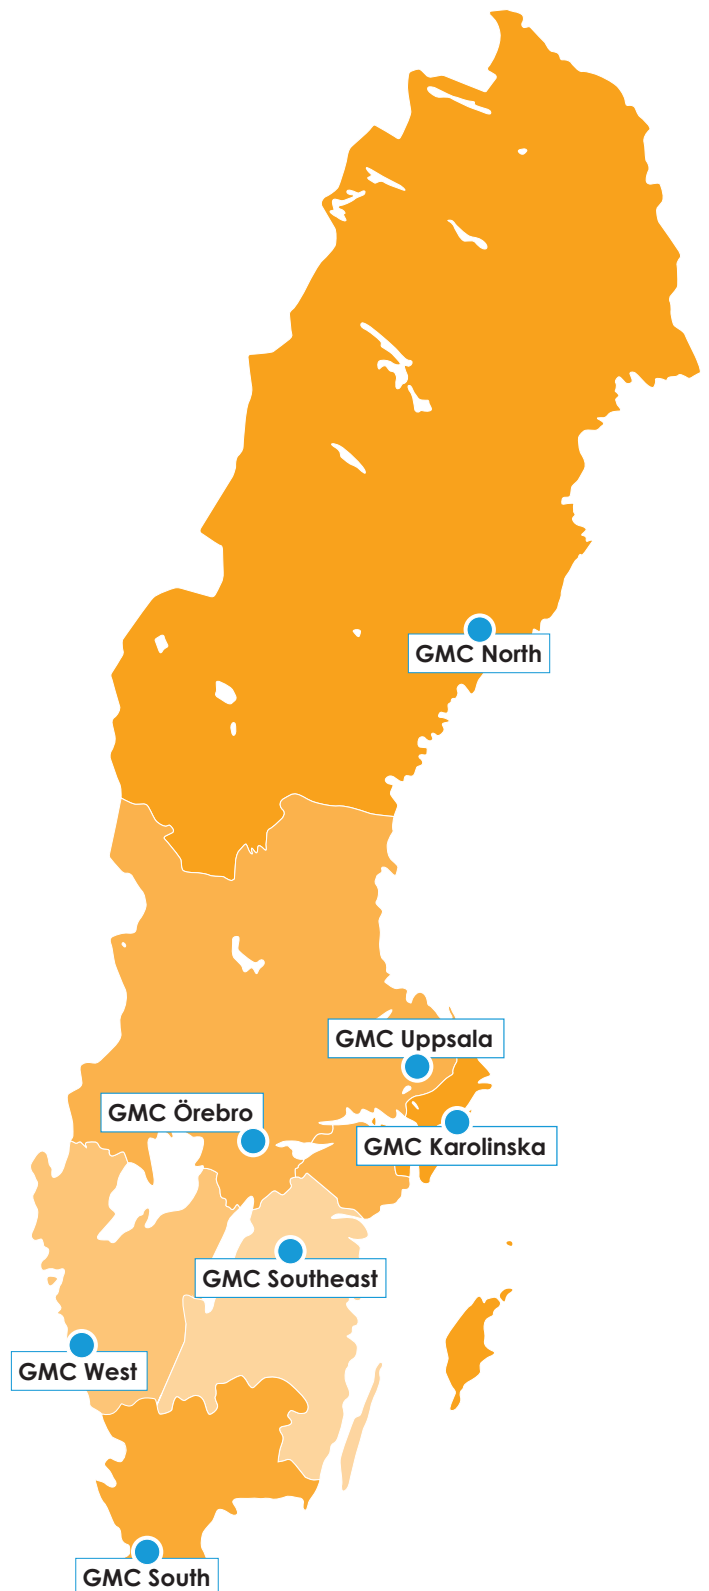 GMC North
GMC Uppsala
GMC Örebro
GMC Karolinska
GMC Southeast
GMC West
GMC South